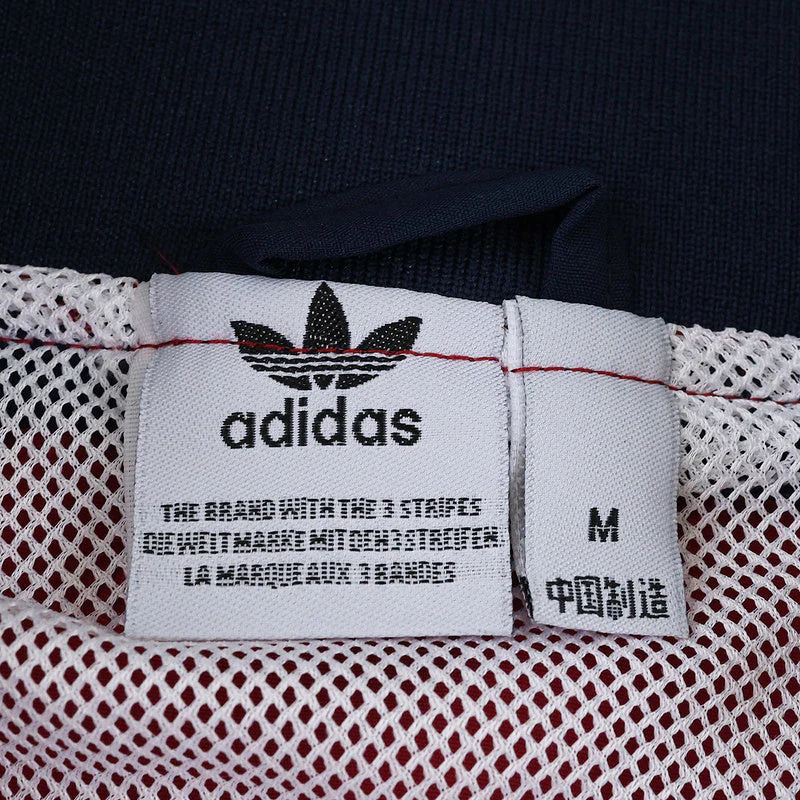 adidas
THE BRAND WITH THE 3 STRIPES
DIE WELTMARKE MIT DEN 3 STREIFEN
LA MARQUE AUX 3 BANDES
M
中国制造